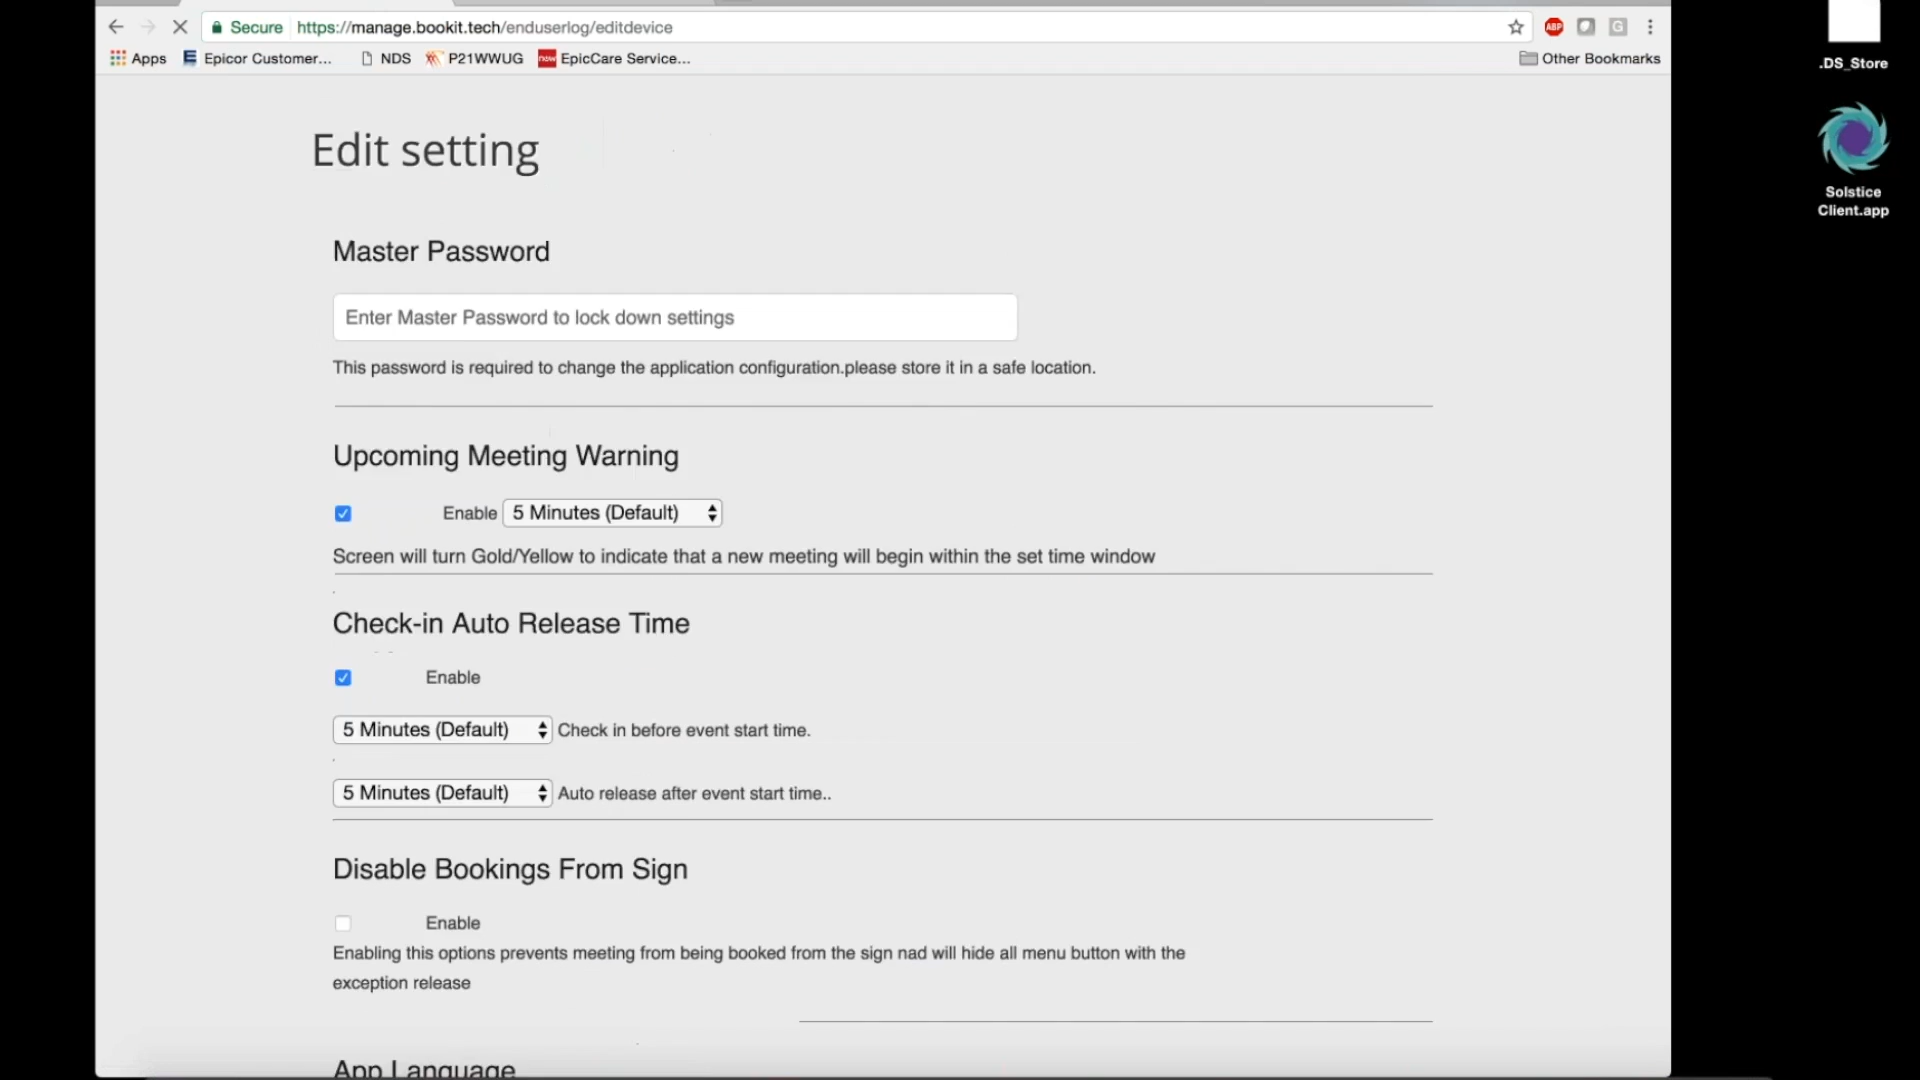 Secure https://manage.bookit.tech/enduserlog/editdevice
ABP
G
Apps Epicor Customer... NDS P21WWUG now EpicCare Service... Other Bookmarks
.DS_Store
Solstice
Client.app
Edit setting
Master Password
Enter Master Password to lock down settings
This password is required to change the application configuration.please store it in a safe location.
Upcoming Meeting Warning
Enable 5 Minutes (Default)
Screen will turn Gold/Yellow to indicate that a new meeting will begin within the set time window
Check-in Auto Release Time
Enable
5 Minutes (Default) Check in before event start time.
5 Minutes (Default) Auto release after event start time..
Disable Bookings From Sign
Enable
Enabling this options prevents meeting from being booked from the sign nad will hide all menu button with the
exception release
App Language